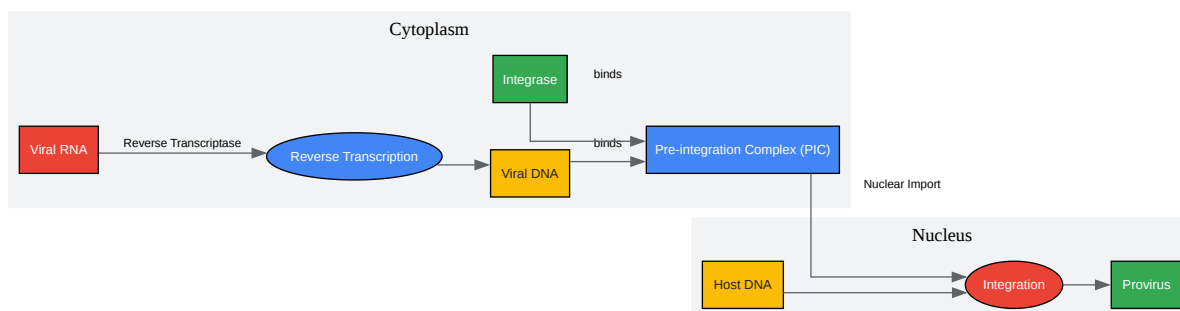 Cytoplasm
Integrase
binds
Viral RNA
Reverse Transcriptase
Reverse Transcription
binds
Viral DNA
Pre-integration Complex (PIC)
Nuclear Import
Nucleus
Host DNA
Integration
Provirus